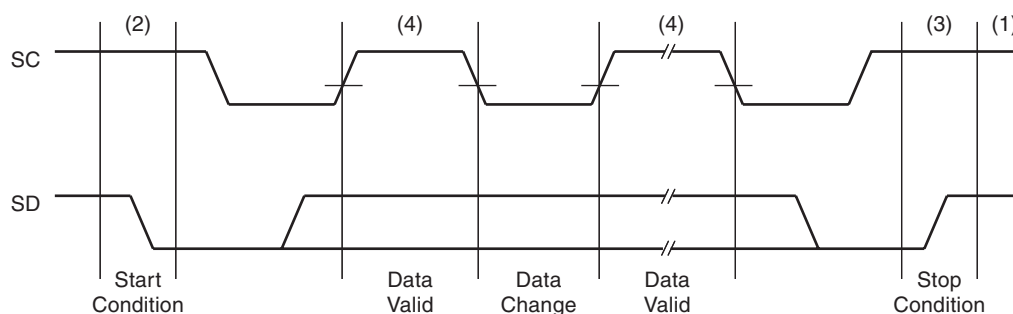 (2) (4) (4) (3) (1)
SC
SD
Start Condition
Data Valid
Data Change
Data Valid
Stop Condition